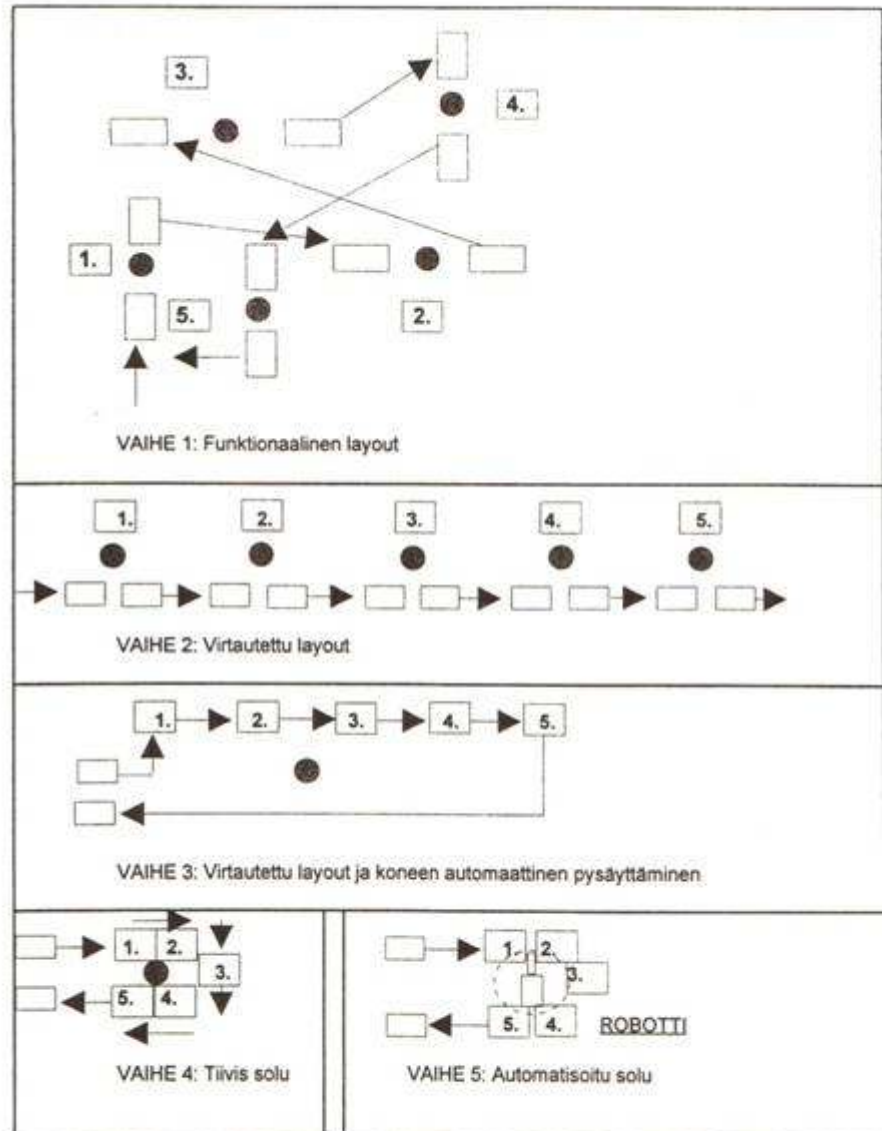 3.
4.
1.
5.
2.
VAIHE 1: Funktionaalinen layout
1. 2. 3. 4. 5.
VAIHE 2: Virtautettu layout
1. 2. 3. 4. 5.
VAIHE 3: Virtautettu layout ja koneen automaattinen pysäyttäminen
1. 2.
3.
5. 4.
VAIHE 4: Tiivis solu
1. 2.
3.
5. 4. ROBOTTI
VAIHE 5: Automatisoitu solu